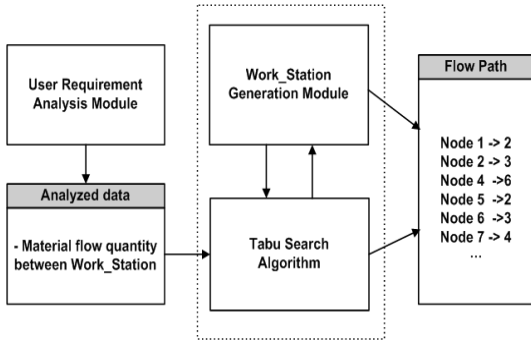 User Requirement
Analysis Module
Analyzed data
- Material flow quantity
between Work_Station
Work_Station
Generation Module
Tabu Search
Algorithm
Flow Path
Node 1 -> 2
Node 2 -> 3
Node 4 ->6
Node 5 ->2
Node 6 ->3
Node 7 -> 4
...